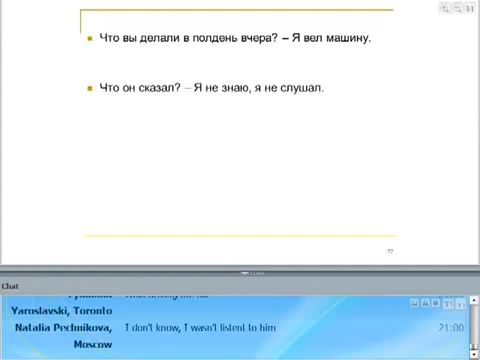 Что вы делали в полдень вчера? – Я вел машину.
Что он сказал? – Я не знаю, я не слушал.
Chat
Yaroslavski, Toronto
Natalia Pechnikova, Moscow I don't know, I wasn't listent to him 21:00